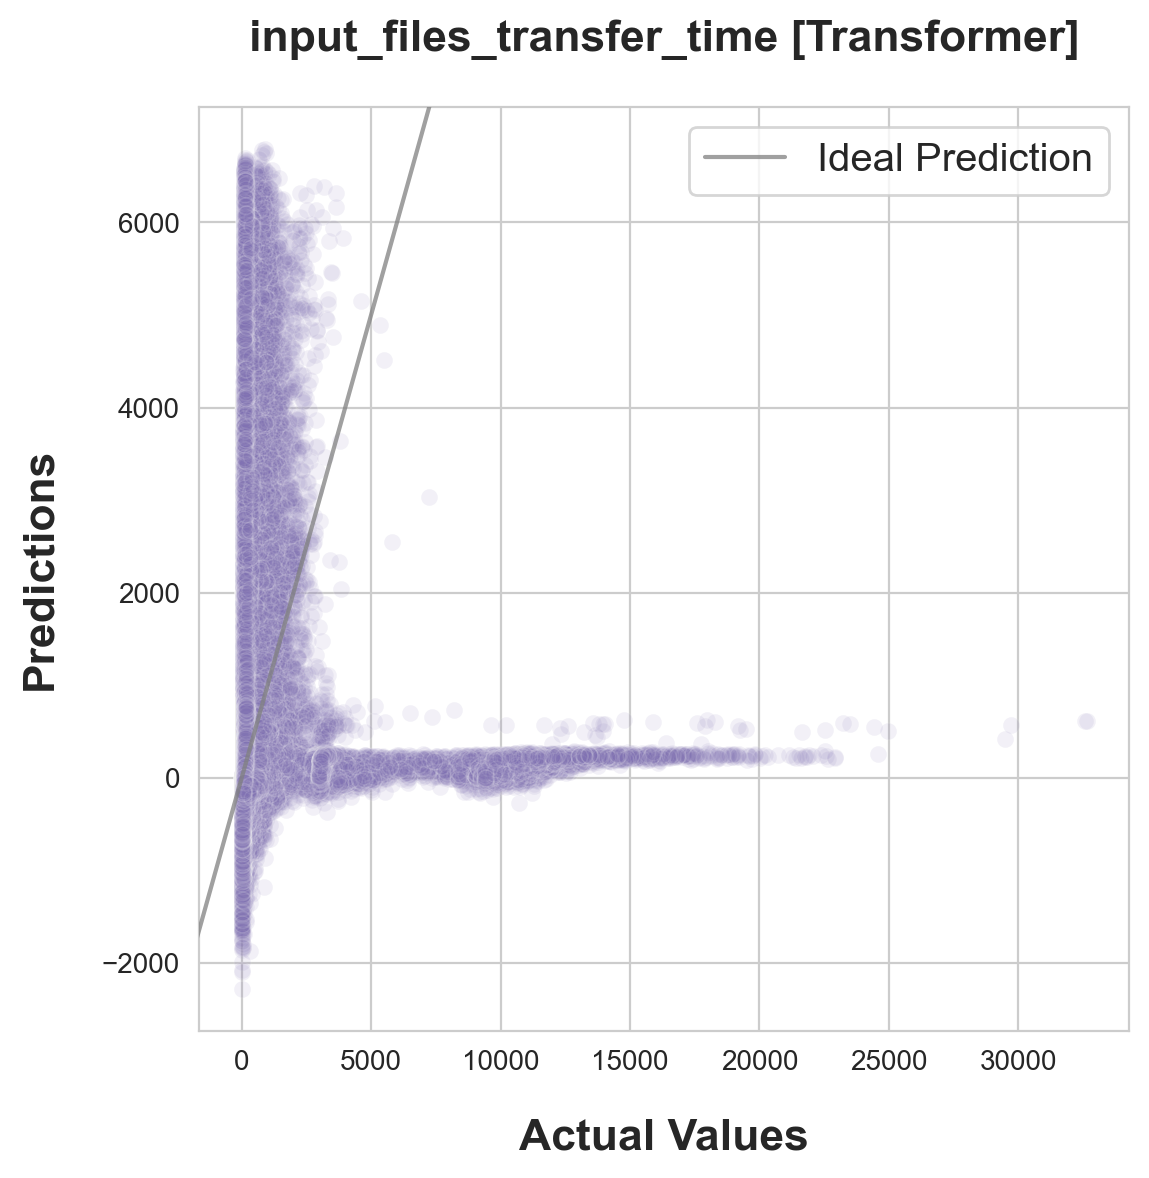 input_files_transfer_time [Transformer]
Ideal Prediction
6000
4000
2000
0
−2000
Predictions
0 5000 10000 15000 20000 25000 30000
Actual Values